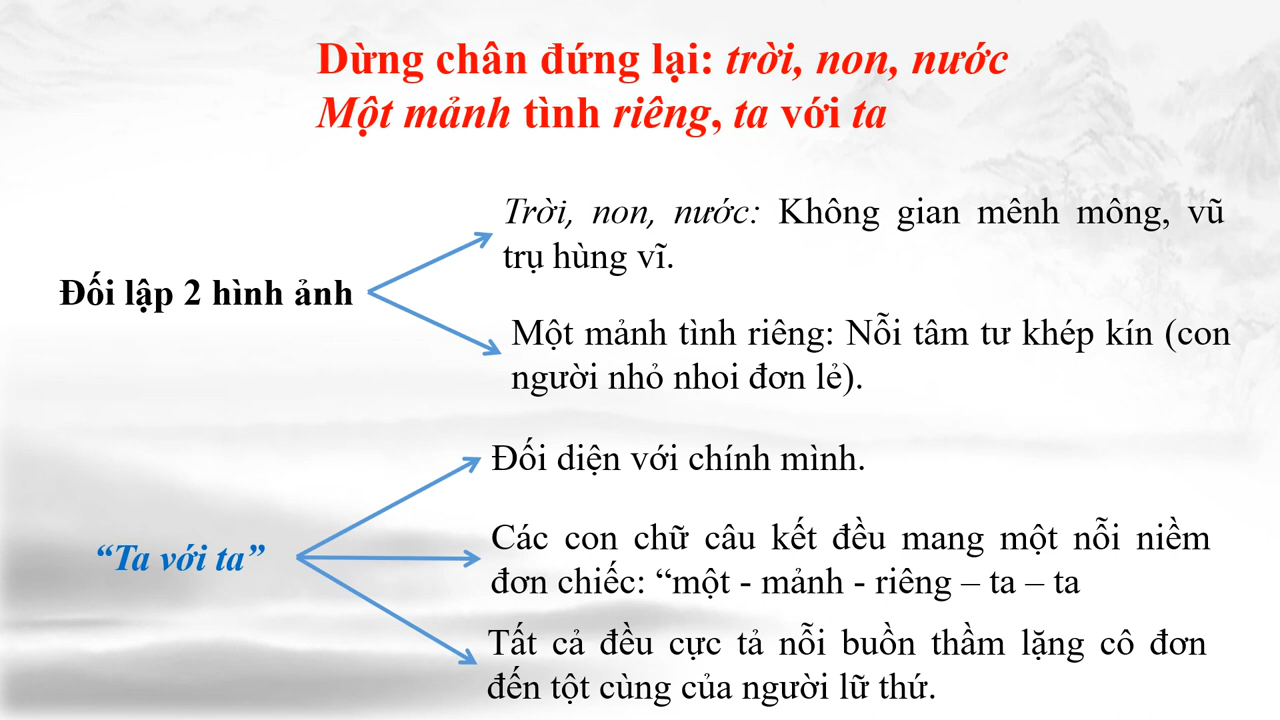 Dừng chân đứng lại: trời, non, nước
Một mảnh tình riêng, ta với ta
Trời, non, nước: Không gian mênh mông, vũ
trụ hùng vĩ.
Đối lập 2 hình ảnh
Một mảnh tình riêng: Nỗi tâm tư khép kín (con
người nhỏ nhoi đơn lẻ).
Đối diện với chính mình.
“Ta với ta”
Các con chữ câu kết đều mang một nỗi niềm
đơn chiếc: “một - mảnh - riêng – ta – ta
Tất cả đều cực tả nỗi buồn thầm lặng cô đơn
đến tột cùng của người lữ thứ.